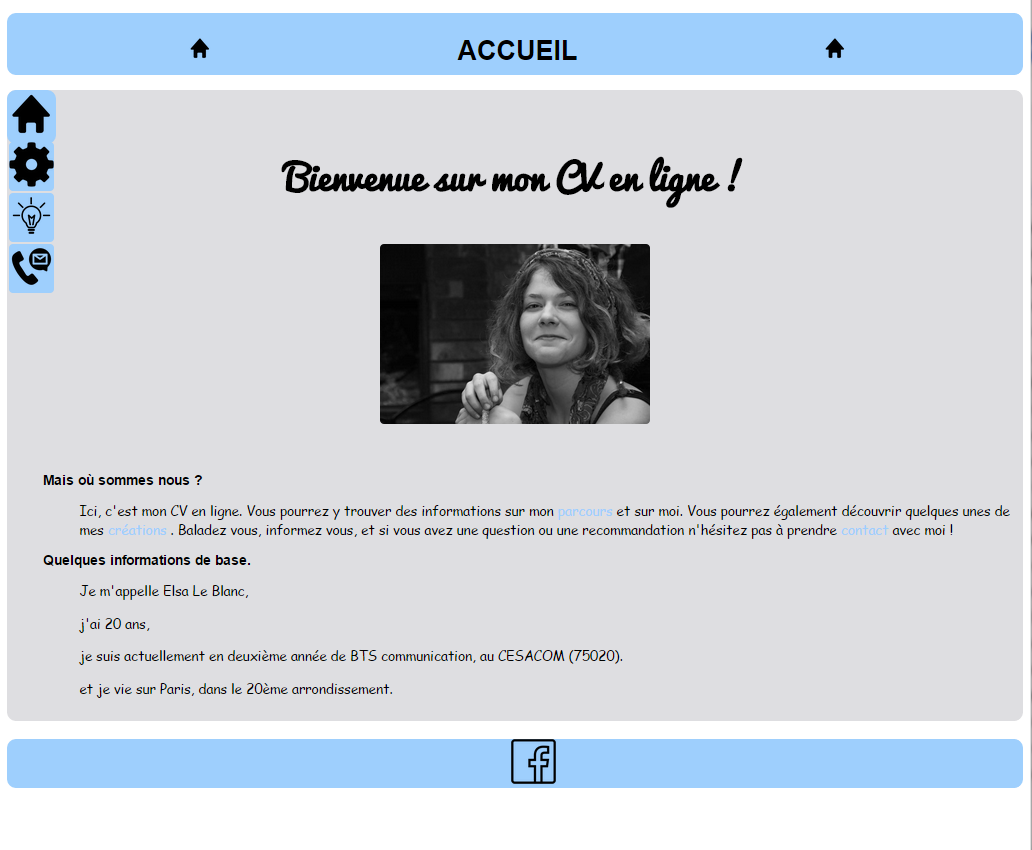 ACCUEIL
Bienvenue sur mon CV en ligne !
Mais où sommes nous ?
Ici, c'est mon CV en ligne. Vous pourrez y trouver des informations sur mon parcours et sur moi. Vous pourrez également découvrir quelques unes de
mes créations . Baladez vous, informez vous, et si vous avez une question ou une recommandation n'hésitez pas à prendre contact avec moi !
Quelques informations de base.
Je m'appelle Elsa Le Blanc,
j'ai 20 ans,
je suis actuellement en deuxième année de BTS communication, au CESACOM (75020).
et je vie sur Paris, dans le 20ème arrondissement.